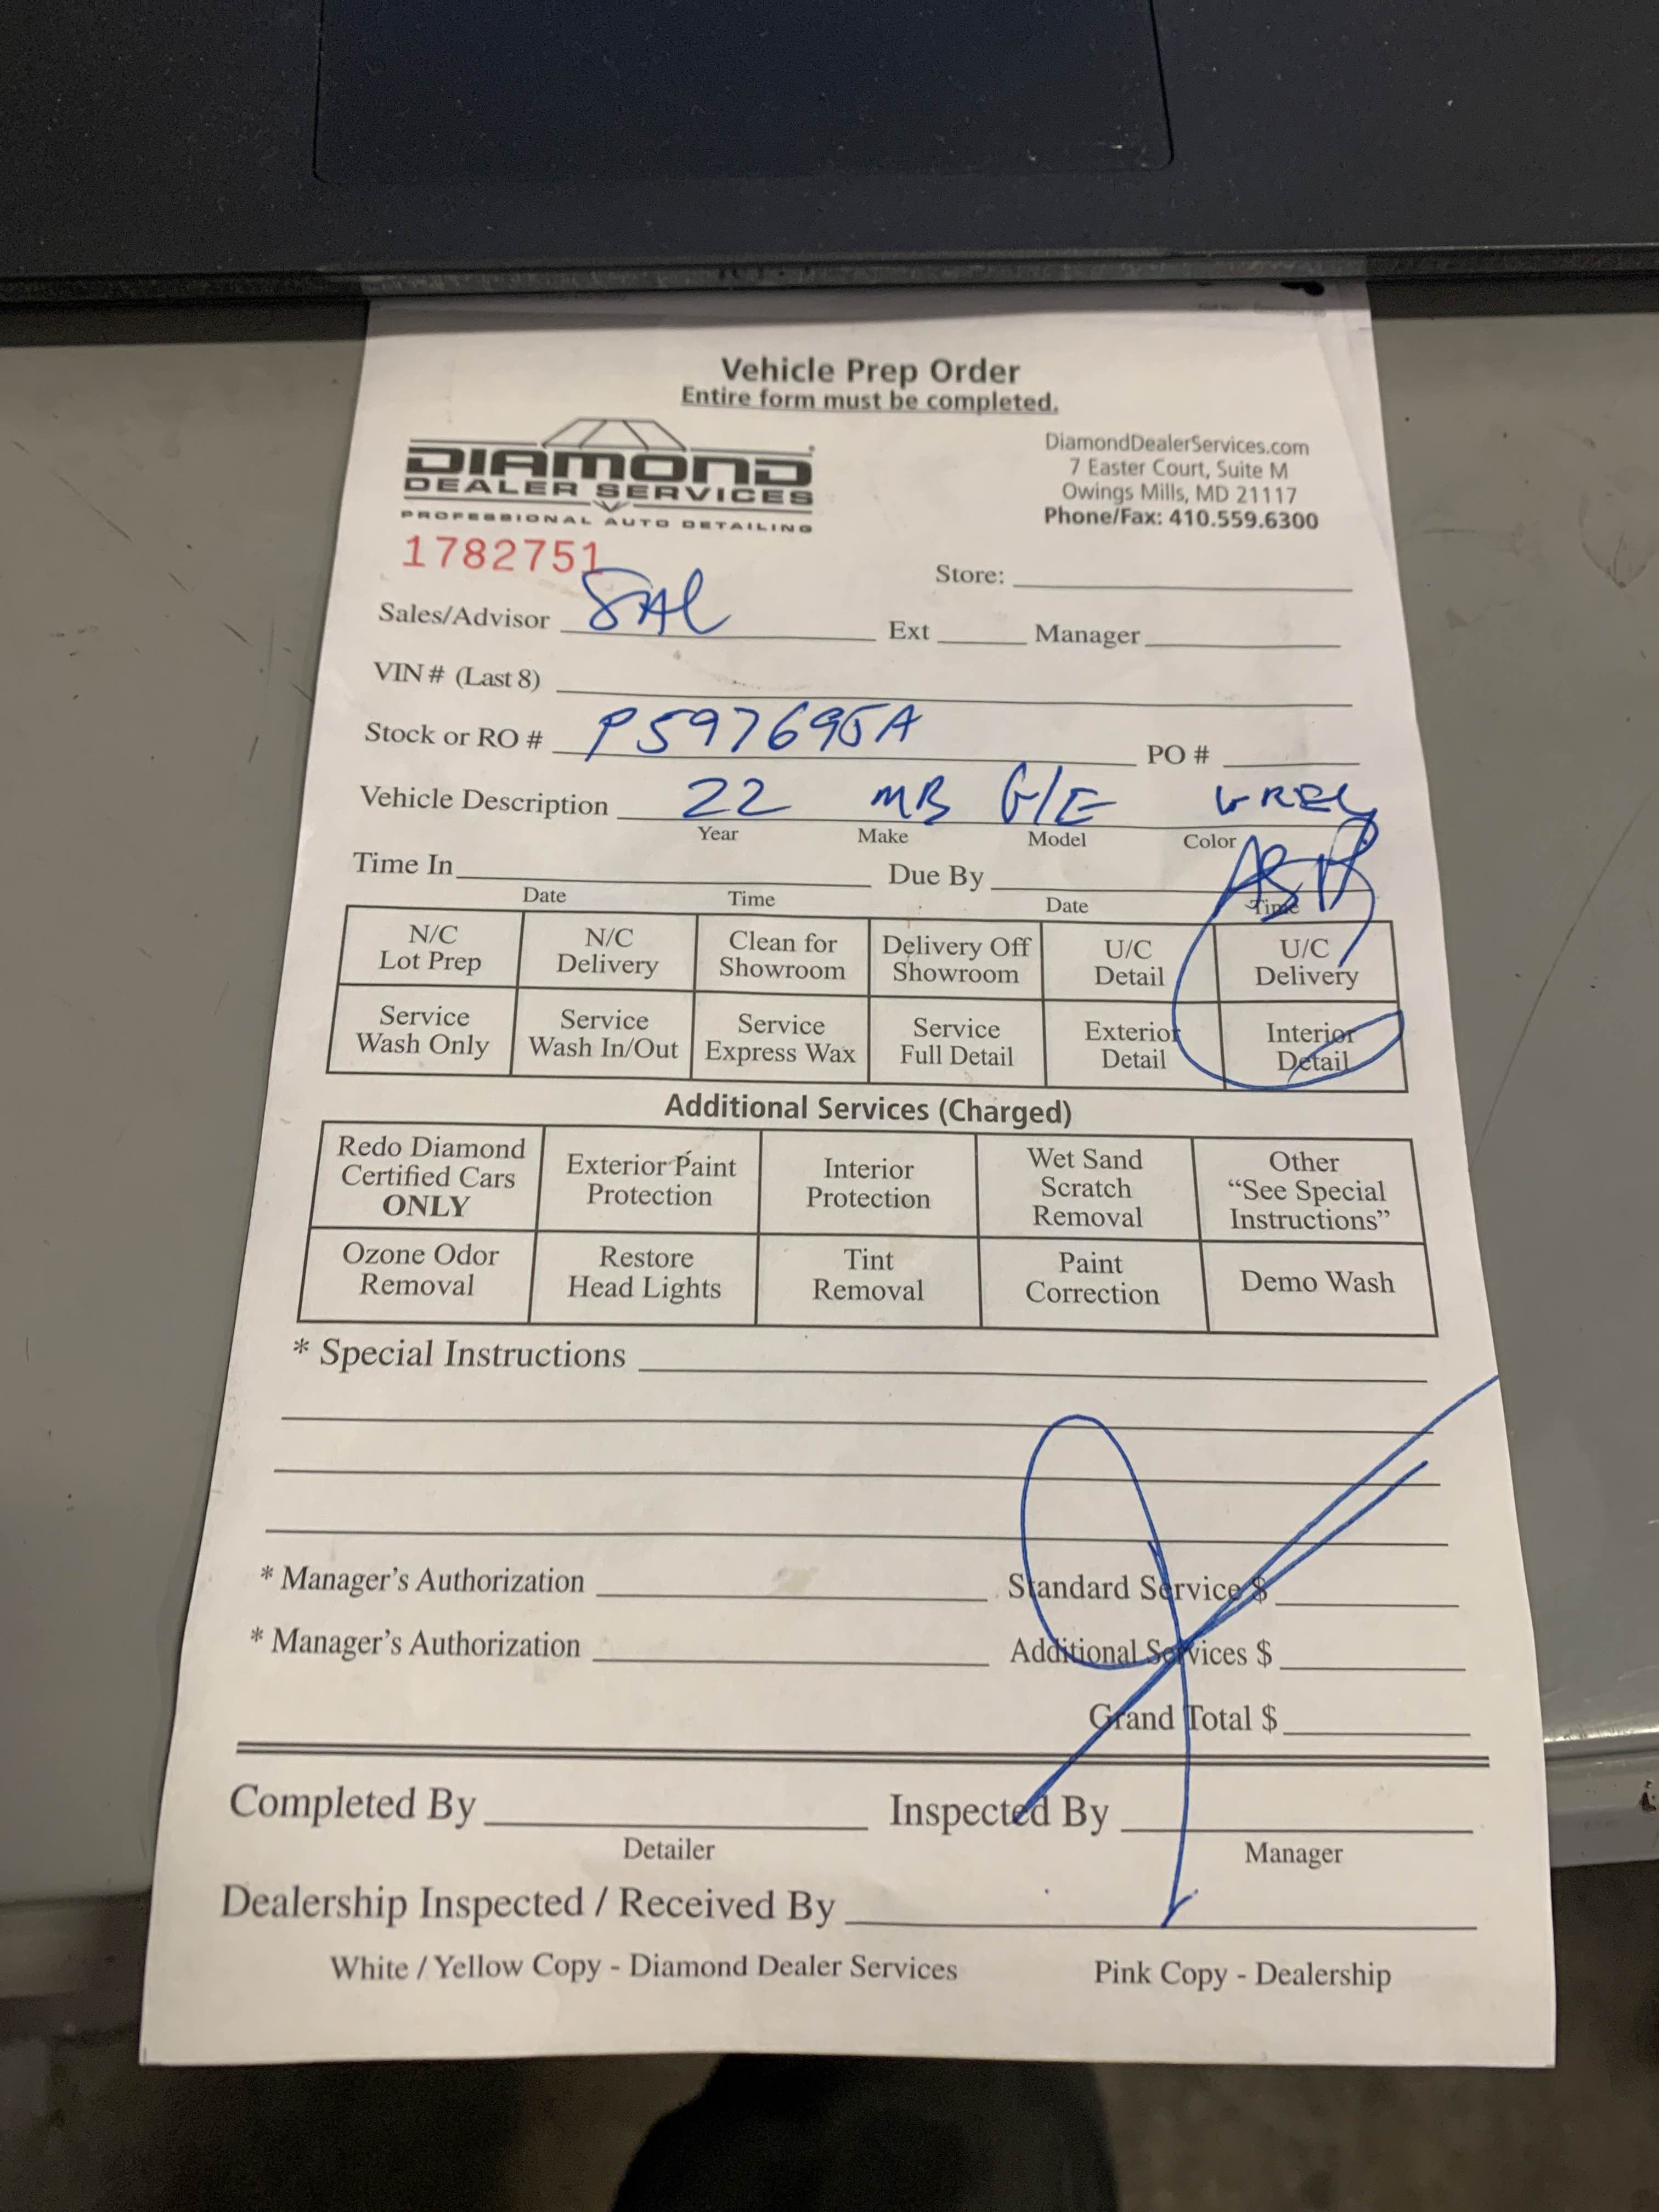 Vehicle Prep Order
Entire form must be completed.
DIAMOND
DEALER SERVICES
PROFESSIONAL AUTO DETAILING
DiamondDealerServices.com
7 Easter Court, Suite M
Owings Mills, MD 21117
Phone/Fax: 410.559.6300
1782751
Store:
Sales/Advisor SAL Ext Manager
VIN # (Last 8)
Stock or RO # P597695A PO #
Vehicle Description 22 MB G/E GREY
Year Make Model Color
Time In Due By ASAP
Date Time Date Time
N/C Lot Prep
N/C Delivery
Clean for Showroom
Delivery Off Showroom
U/C Detail
U/C Delivery
Service Wash Only
Service Wash In/Out
Service Express Wax
Service Full Detail
Exterior Detail
Interior Detail
Additional Services (Charged)
Redo Diamond Certified Cars ONLY
Exterior Paint Protection
Interior Protection
Wet Sand Scratch Removal
Other "See Special Instructions"
Ozone Odor Removal
Restore Head Lights
Tint Removal
Paint Correction
Demo Wash
* Special Instructions
* Manager's Authorization Standard Service $
* Manager's Authorization Additional Services $
Grand Total $
Completed By Inspected By
Detailer Manager
Dealership Inspected / Received By
White / Yellow Copy - Diamond Dealer Services Pink Copy - Dealership